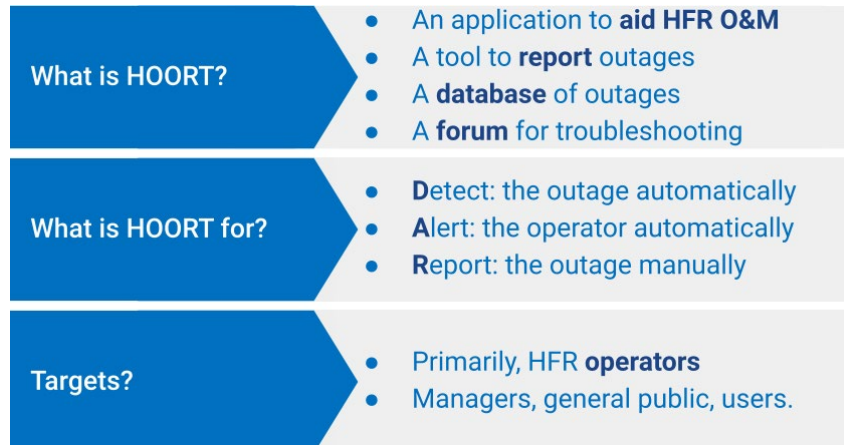 What is HOORT?
● An application to aid HFR O&M
● A tool to report outages
● A database of outages
● A forum for troubleshooting
What is HOORT for?
● Detect: the outage automatically
● Alert: the operator automatically
● Report: the outage manually
Targets?
● Primarily, HFR operators
● Managers, general public, users.